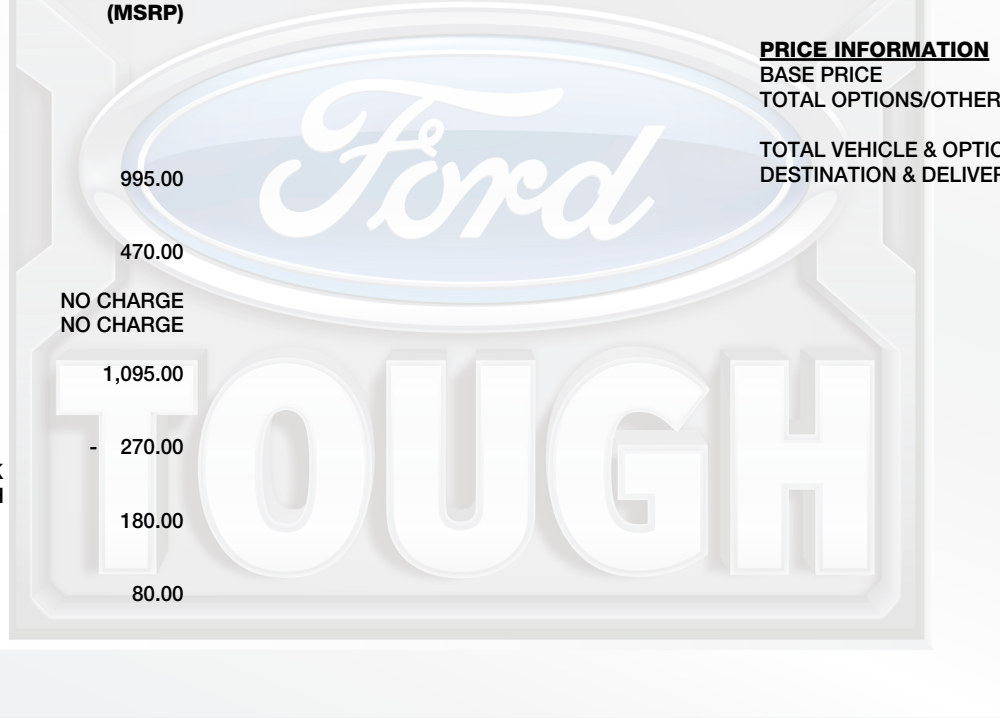 (MSRP)
995.00
470.00
NO CHARGE
NO CHARGE
1,095.00
- 270.00
180.00
80.00
PRICE INFORMATION
BASE PRICE
TOTAL OPTIONS/OTHER
TOTAL VEHICLE & OPTIO
DESTINATION & DELIVER
Ford
TOUGH